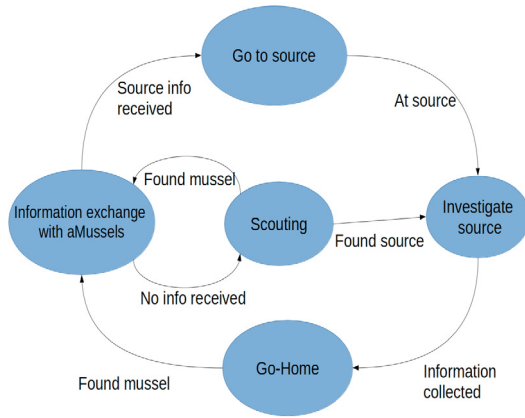 Go to source
Source info
received
At source
Found mussel
Information exchange
with aMussels
Scouting
Investigate
source
Found source
No info received
Go-Home
Found mussel
Information
collected